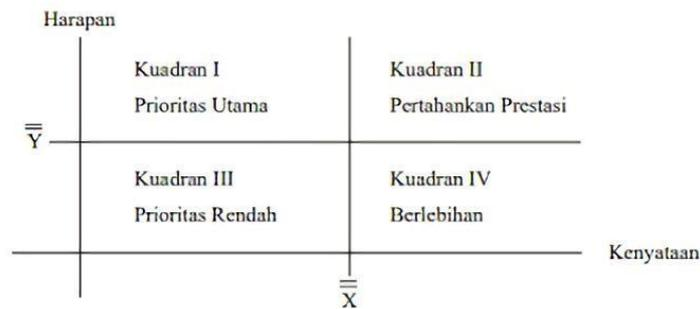 Harapan
Kuadran I
Prioritas Utama
Kuadran II
Pertahankan Prestasi
Y
Kuadran III
Prioritas Rendah
Kuadran IV
Berlebihan
Kenyataan
X